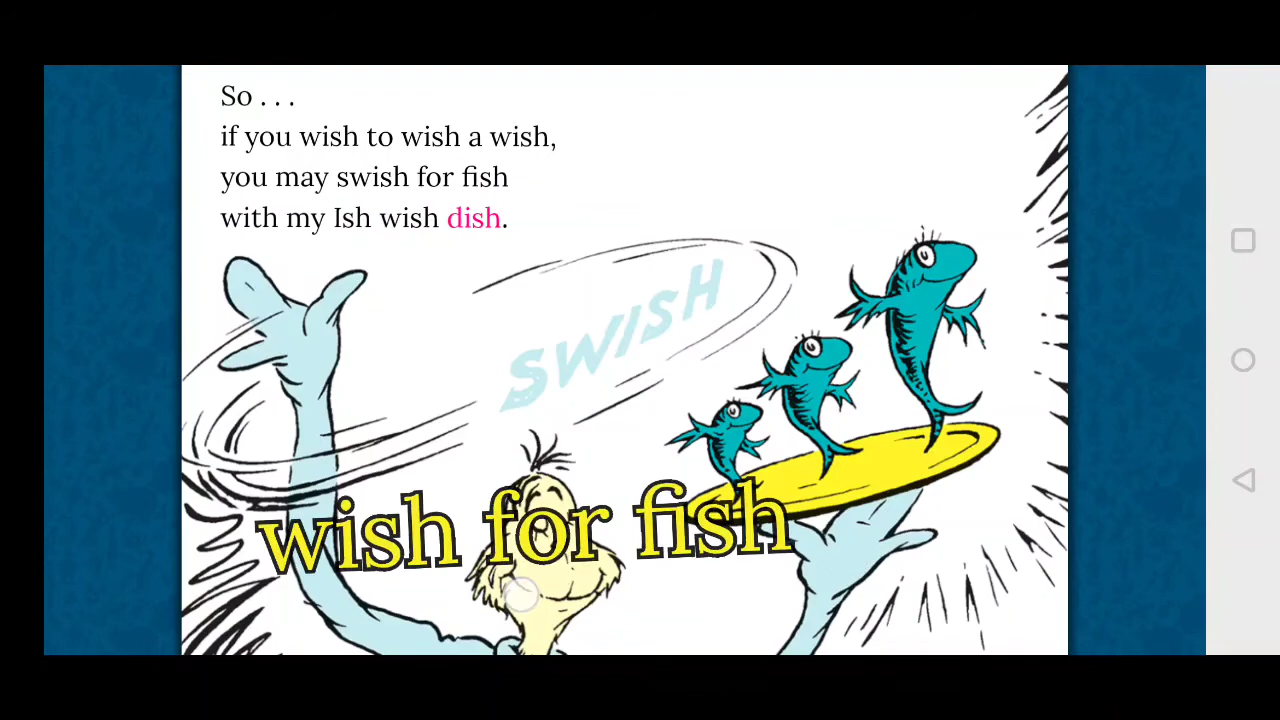 So . . .
if you wish to wish a wish,
you may swish for fish
with my Ish wish dish.
SWISH
wish for fish